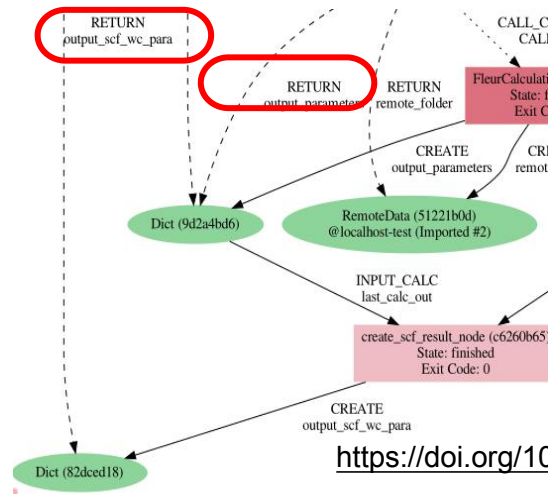 RETURN
output_scf_wc_para
CALL_C
CALL
RETURN
output_parameters
RETURN
remote_folder
FleurCalculati
State: f
Exit C
CREATE
output_parameters
CRE
remot
Dict (9d2a4bd6)
RemoteData (51221b0d)
@localhost-test (Imported #2)
INPUT_CALC
last_calc_out
create_scf_result_node (c6260b65)
State: finished
Exit Code: 0
CREATE
output_scf_wc_para
https://doi.org/10
Dict (82dced18)